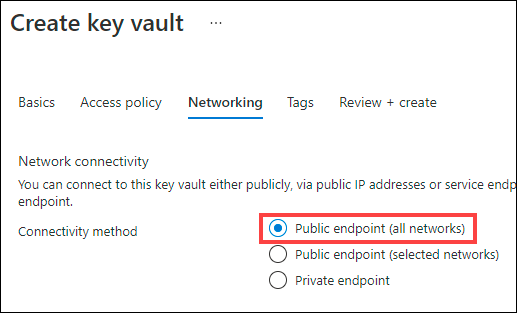 Create key vault ...
Basics Access policy Networking Tags Review + create
Network connectivity
You can connect to this key vault either publicly, via public IP addresses or service endp
endpoint.
Connectivity method
Public endpoint (all networks)
Public endpoint (selected networks)
Private endpoint